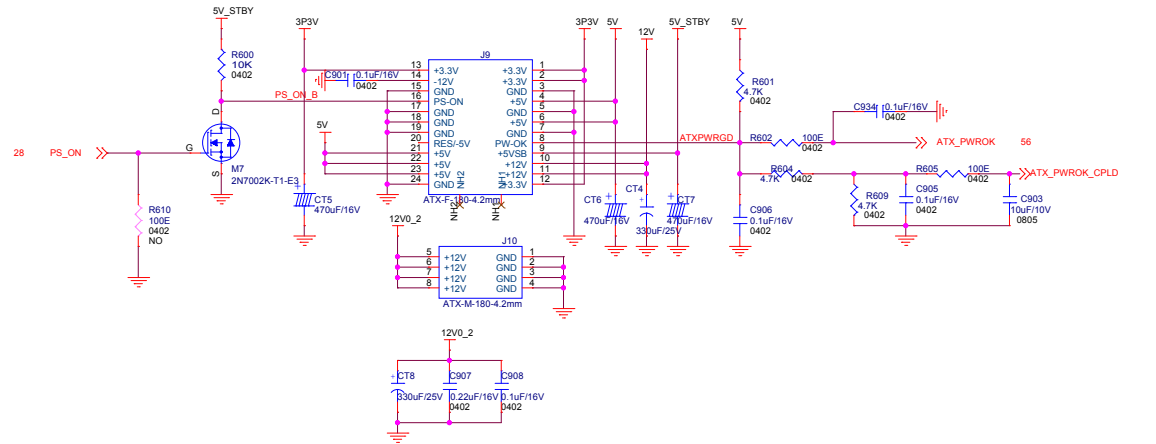 5V_STBY
R600
10K
0402
PS_ON_B
28 PS_ON
D
G
S
M7
2N7002K-T1-E3
R610
100E
0402
NO
3P3V
C901 0.1uF/16V
0402
5V
CT5
470uF/16V
J9
13 +3.3V +3.3V 1
14 -12V +3.3V 2
15 GND GND 3
16 PS-ON +5V 4
17 GND GND 5
18 GND +5V 6
19 GND GND 7
20 RES/-5V PW-OK 8
21 +5V +5VSB 9
22 +5V +12V 10
23 +5V +12V 11
24 GND +3.3V 12
NH2 NH1
NH2 NH1
ATX-F-180-4.2mm
3P3V 5V 12V 5V_STBY 5V
CT6
470uF/16V
CT4
330uF/25V
CT7
470uF/16V
R601
4.7K
0402
C934 0.1uF/16V
0402
ATXPWRGD
R602 100E
0402
ATX_PWROK 56
R604
4.7K 0402
R605 100E
0402
ATX_PWROK_CPLD
R609
4.7K
0402
C905
0.1uF/16V
0402
C903
10uF/10V
0805
C906
0.1uF/16V
0402
12V0_2
J10
5 +12V GND 1
6 +12V GND 2
7 +12V GND 3
8 +12V GND 4
ATX-M-180-4.2mm
12V0_2
CT8
330uF/25V
C907
0.22uF/16V
0402
C908
0.1uF/16V
0402